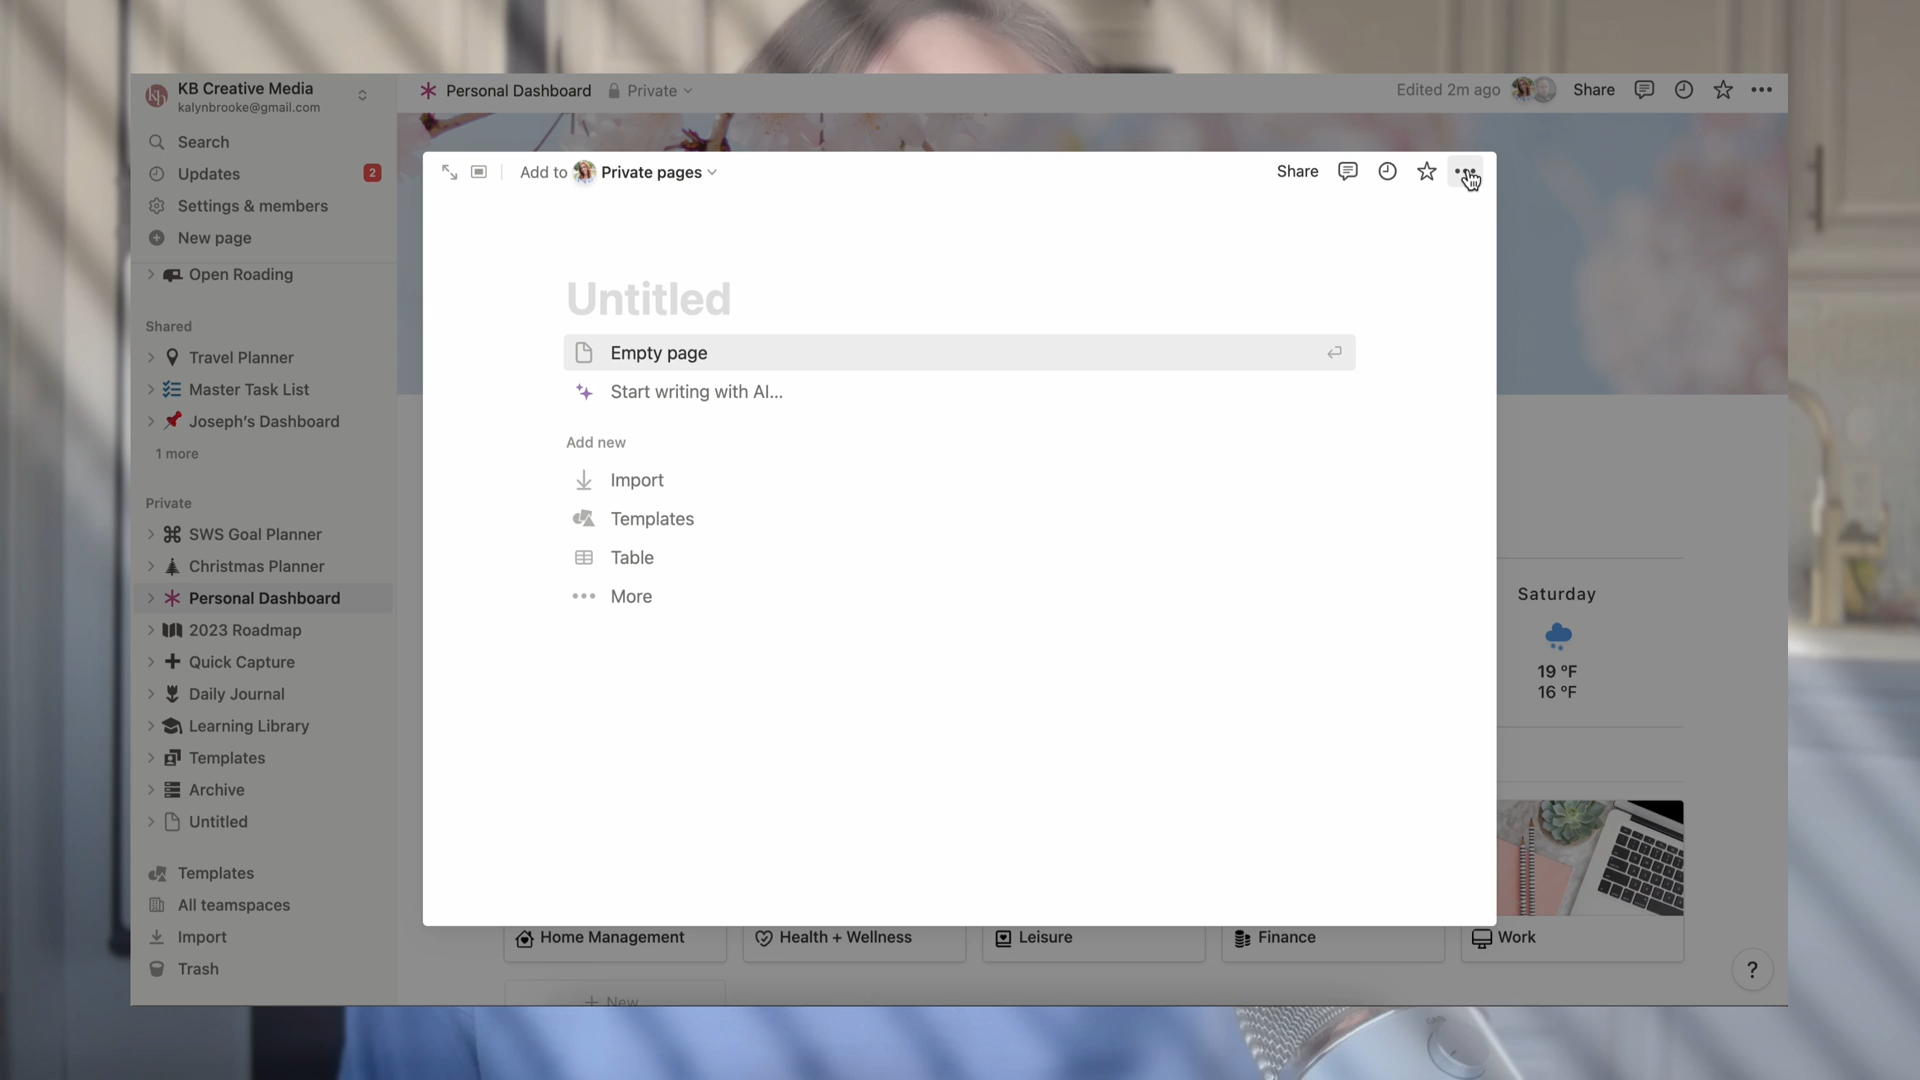 KB Creative Media
kalynbrooke@gmail.com
Search
Updates 2
Settings & members
New page
Open Roading
Shared
Travel Planner
Master Task List
Joseph's Dashboard
1 more
Private
SWS Goal Planner
Christmas Planner
Personal Dashboard
2023 Roadmap
Quick Capture
Daily Journal
Learning Library
Templates
Archive
Untitled
Templates
All teamspaces
Import
Trash
Personal Dashboard Private
Edited 2m ago Share
Add to Private pages
Share
Untitled
Empty page
Start writing with AI...
Add new
Import
Templates
Table
More
Saturday
19 °F
16 °F
Home Management
Health + Wellness
Leisure
Finance
Work
+ New
?